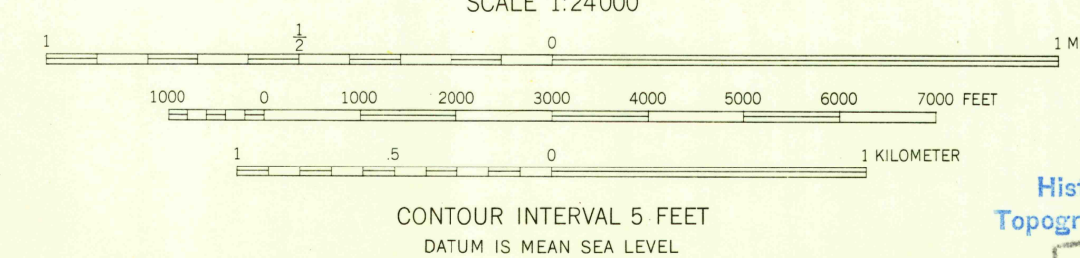 SCALE 1:24000
1 1/2 0 1 M
1000 0 1000 2000 3000 4000 5000 6000 7000 FEET
1 .5 0 1 KILOMETER
CONTOUR INTERVAL 5 FEET
DATUM IS MEAN SEA LEVEL
His
Topogr